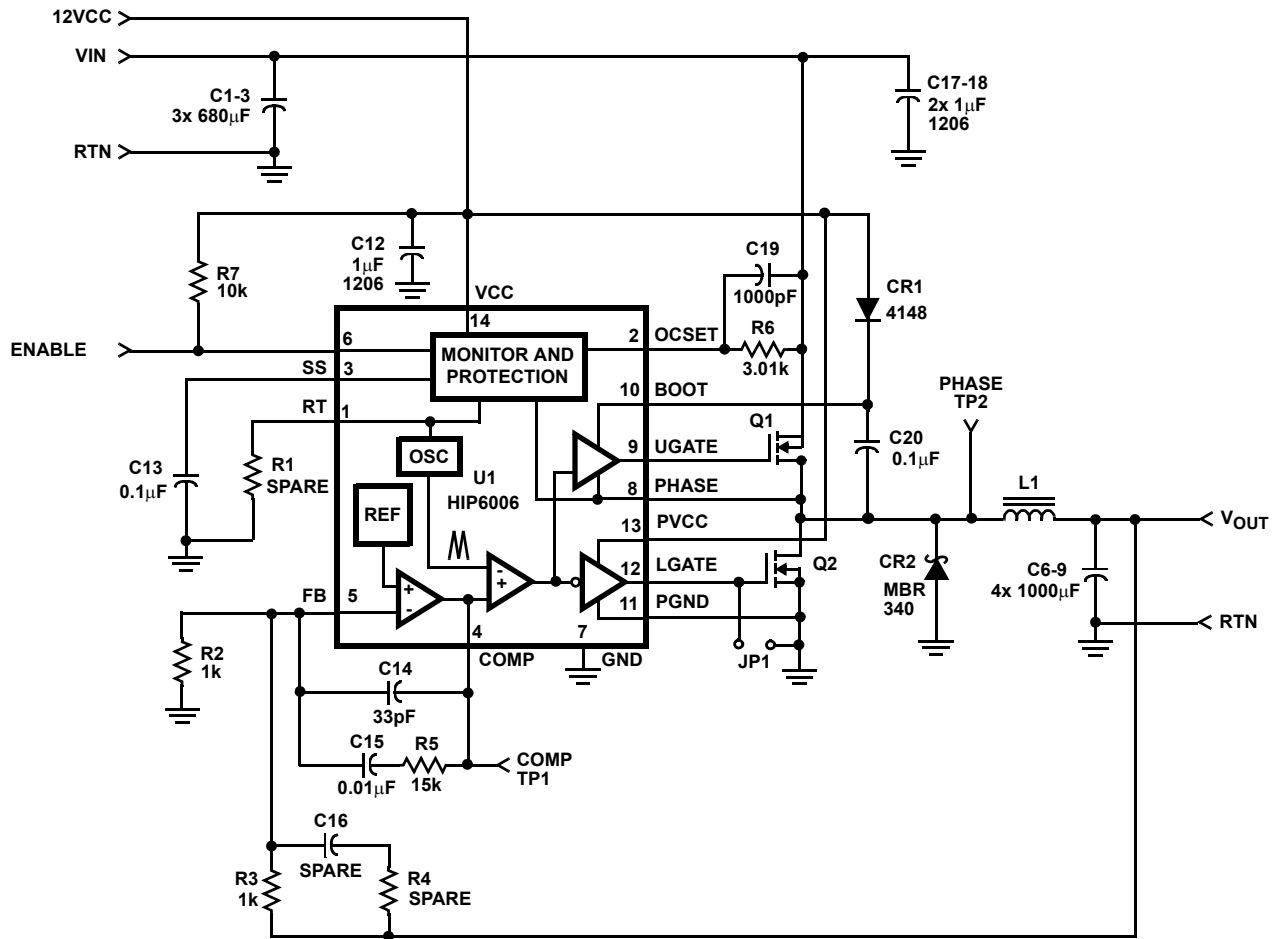 12VCC
VIN
C1-3
3x 680µF
RTN
C17-18
2x 1µF
1206
C12
1µF
1206
R7
10k
VCC
14
C19
1000pF
CR1
4148
ENABLE
6
MONITOR AND
PROTECTION
2
OCSET
R6
3.01k
SS
3
PHASE
TP2
10
BOOT
RT
1
Q1
C13
0.1µF
R1
SPARE
OSC
U1
HIP6006
9
UGATE
C20
0.1µF
8
PHASE
L1
REF
13
PVCC
VOUT
+
-
-
+
12
LGATE
Q2
CR2
MBR
340
C6-9
4x 1000µF
FB
5
11
PGND
RTN
4
7
R2
1k
COMP
GND
JP1
C14
33pF
C15
0.01µF
R5
15k
COMP
TP1
C16
SPARE
R3
1k
R4
SPARE